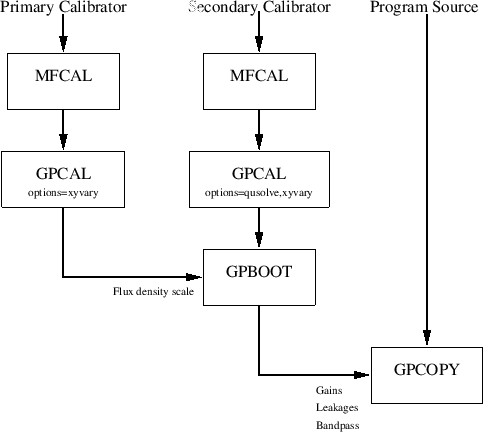 Primary Calibrator
Secondary Calibrator
Program Source
MFCAL
MFCAL
GPCAL
options=xyvary
GPCAL
options=qusolve,xyvary
GPBOOT
Flux density scale
GPCOPY
Gains
Leakages
Bandpass